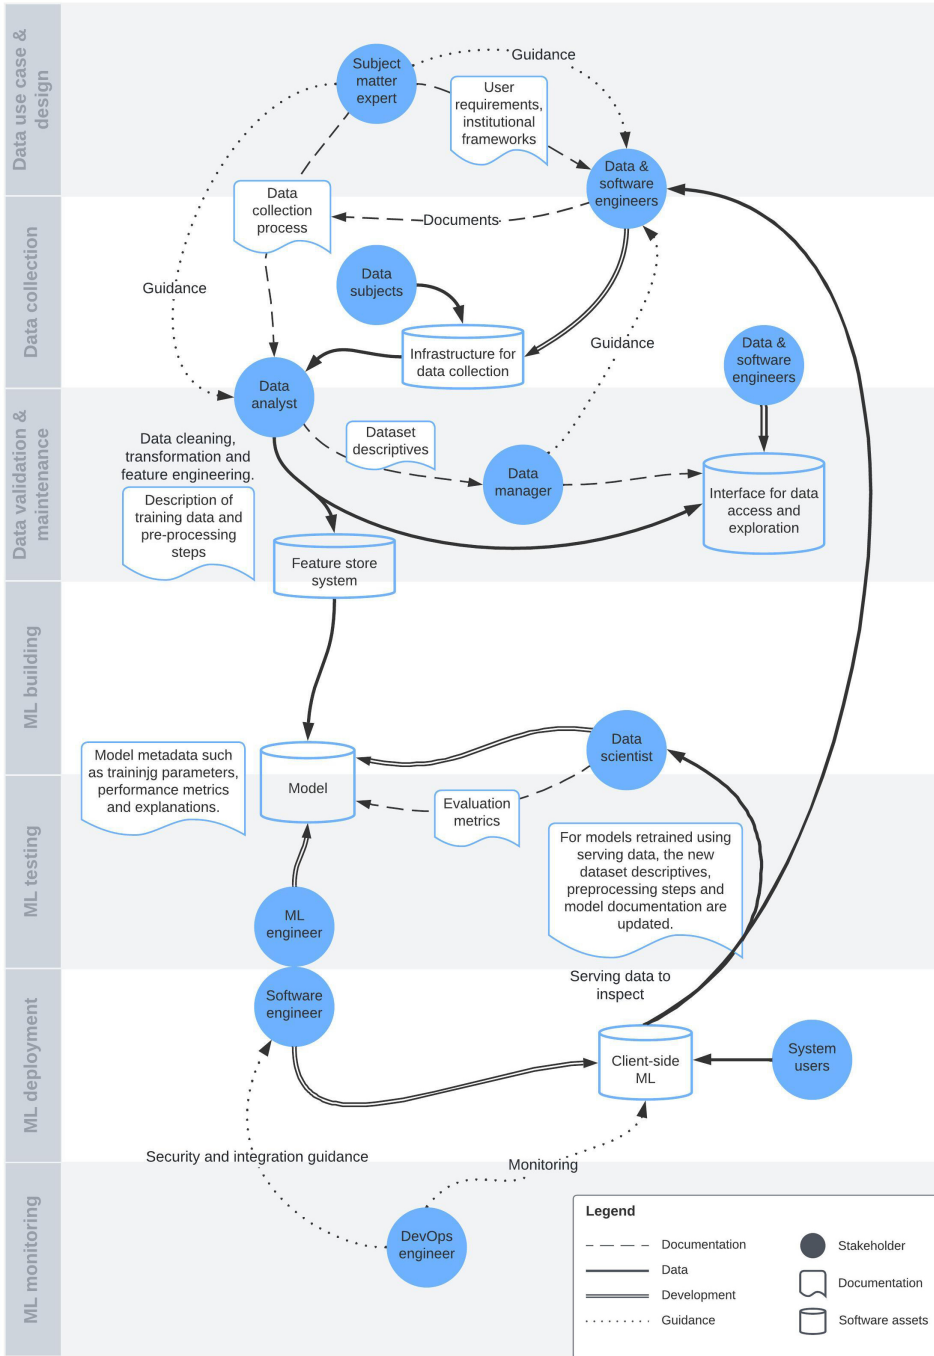 Data use case &
design
Subject
matter
expert
Guidance
User
requirements,
institutional
frameworks
Data &
software
engineers
Data collection
Data
collection
process
Documents
Guidance
Data
subjects
Infrastructure for
data collection
Guidance
Data &
software
engineers
Data
analyst
Data validation &
maintenance
Data cleaning,
transformation and
feature engineering.
Dataset
descriptives
Data
manager
Interface for data
access and
exploration
Description of
training data and
pre-processing
steps
Feature store
system
ML building
Data
scientist
Model metadata such
as traininjg parameters,
performance metrics
and explanations.
Model
ML testing
Evaluation
metrics
For models retrained using
serving data, the new
dataset descriptives,
preprocessing steps and
model documentation are
updated.
ML
engineer
ML deployment
Software
engineer
Serving data to
inspect
Client-side
ML
System
users
Security and integration guidance
Monitoring
ML monitoring
DevOps
engineer
Legend
Documentation
Data
Development
Guidance
Stakeholder
Documentation
Software assets